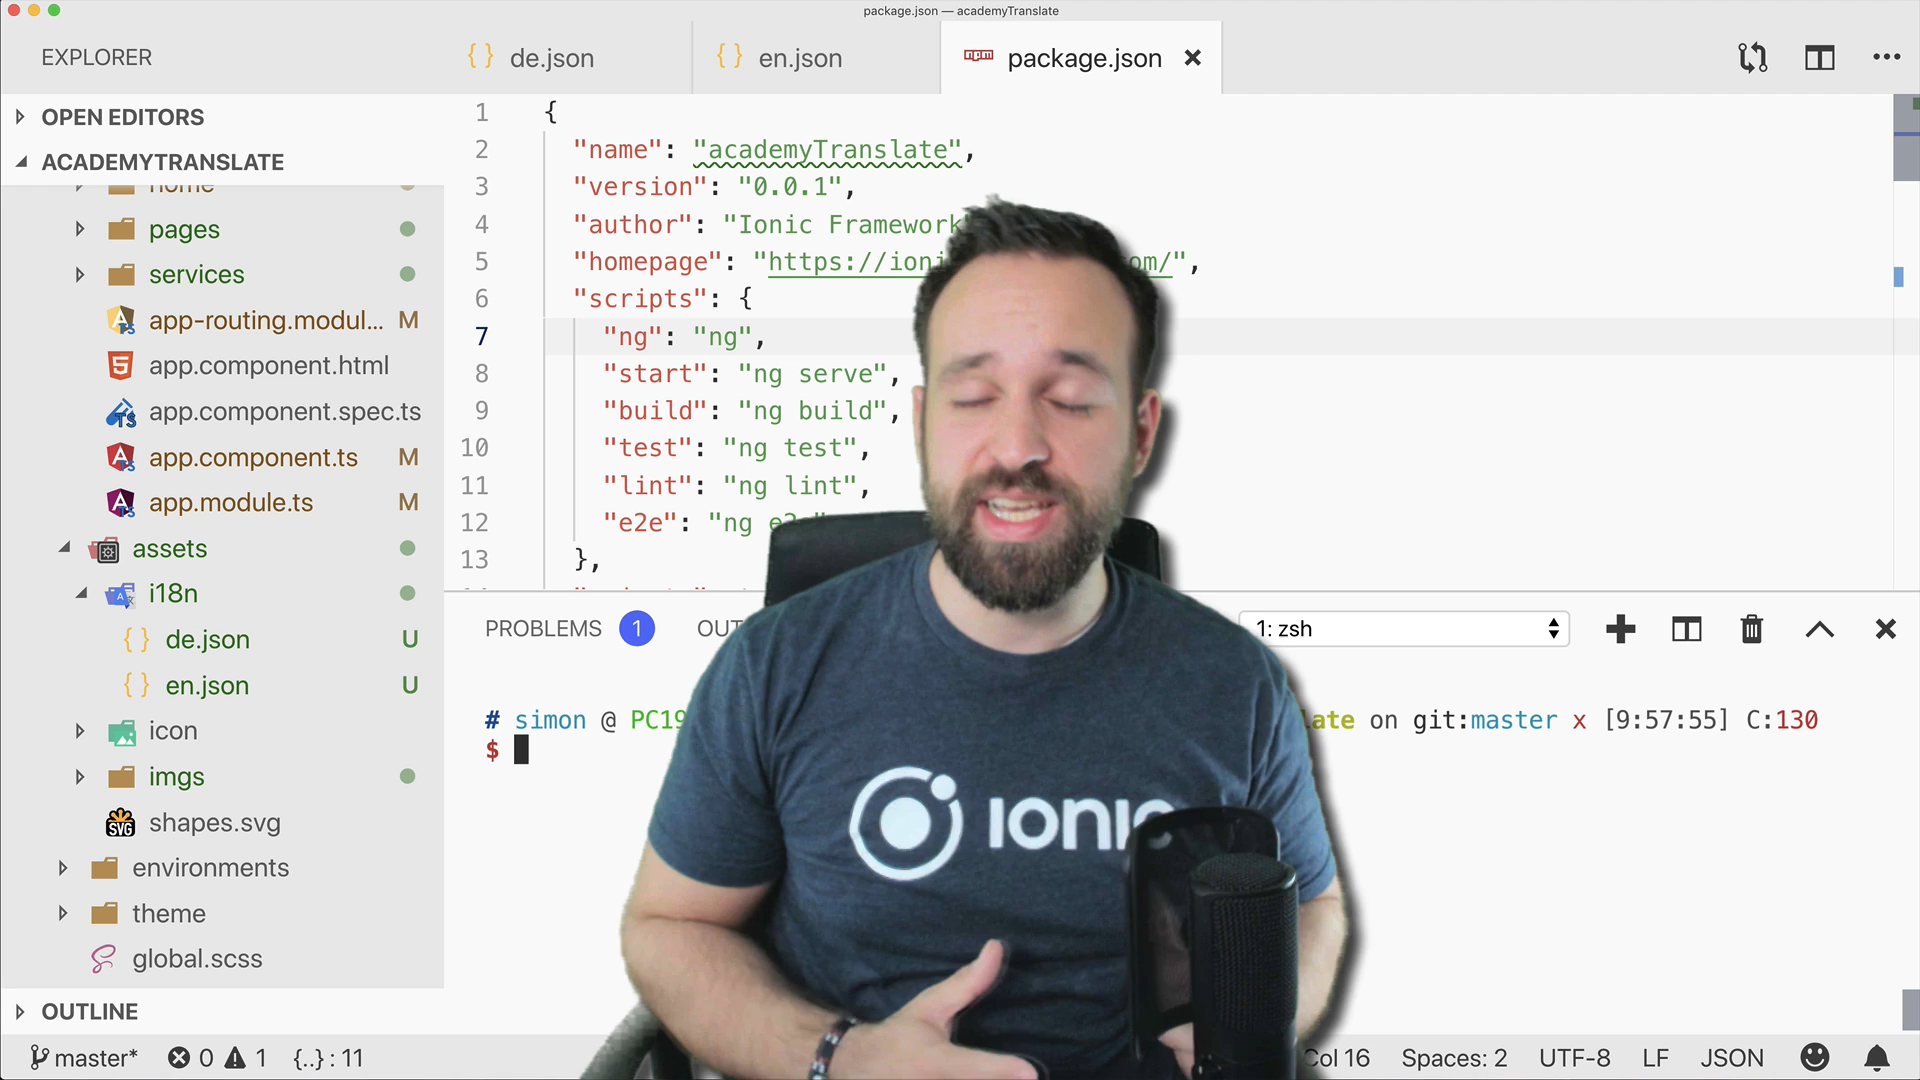 package.json — academyTranslate
EXPLORER
de.json
en.json
package.json
OPEN EDITORS
ACADEMYTRANSLATE
home
pages
services
app-routing.modul... M
app.component.html
app.component.spec.ts
app.component.ts M
app.module.ts M
assets
i18n
de.json U
en.json U
icon
imgs
shapes.svg
environments
theme
global.scss
OUTLINE
1 {
2 "name": "academyTranslate",
3 "version": "0.0.1",
4 "author": "Ionic Framework
5 "homepage": "https://ioni om/",
6 "scripts": {
7 "ng": "ng",
8 "start": "ng serve",
9 "build": "ng build",
10 "test": "ng test",
11 "lint": "ng lint",
12 "e2e": "ng
13 },
PROBLEMS 1 OUT
1: zsh
# simon @ PC19 late on git:master x [9:57:55] C:130
$
ionic
master* 0 1 {..} : 11
Col 16 Spaces: 2 UTF-8 LF JSON